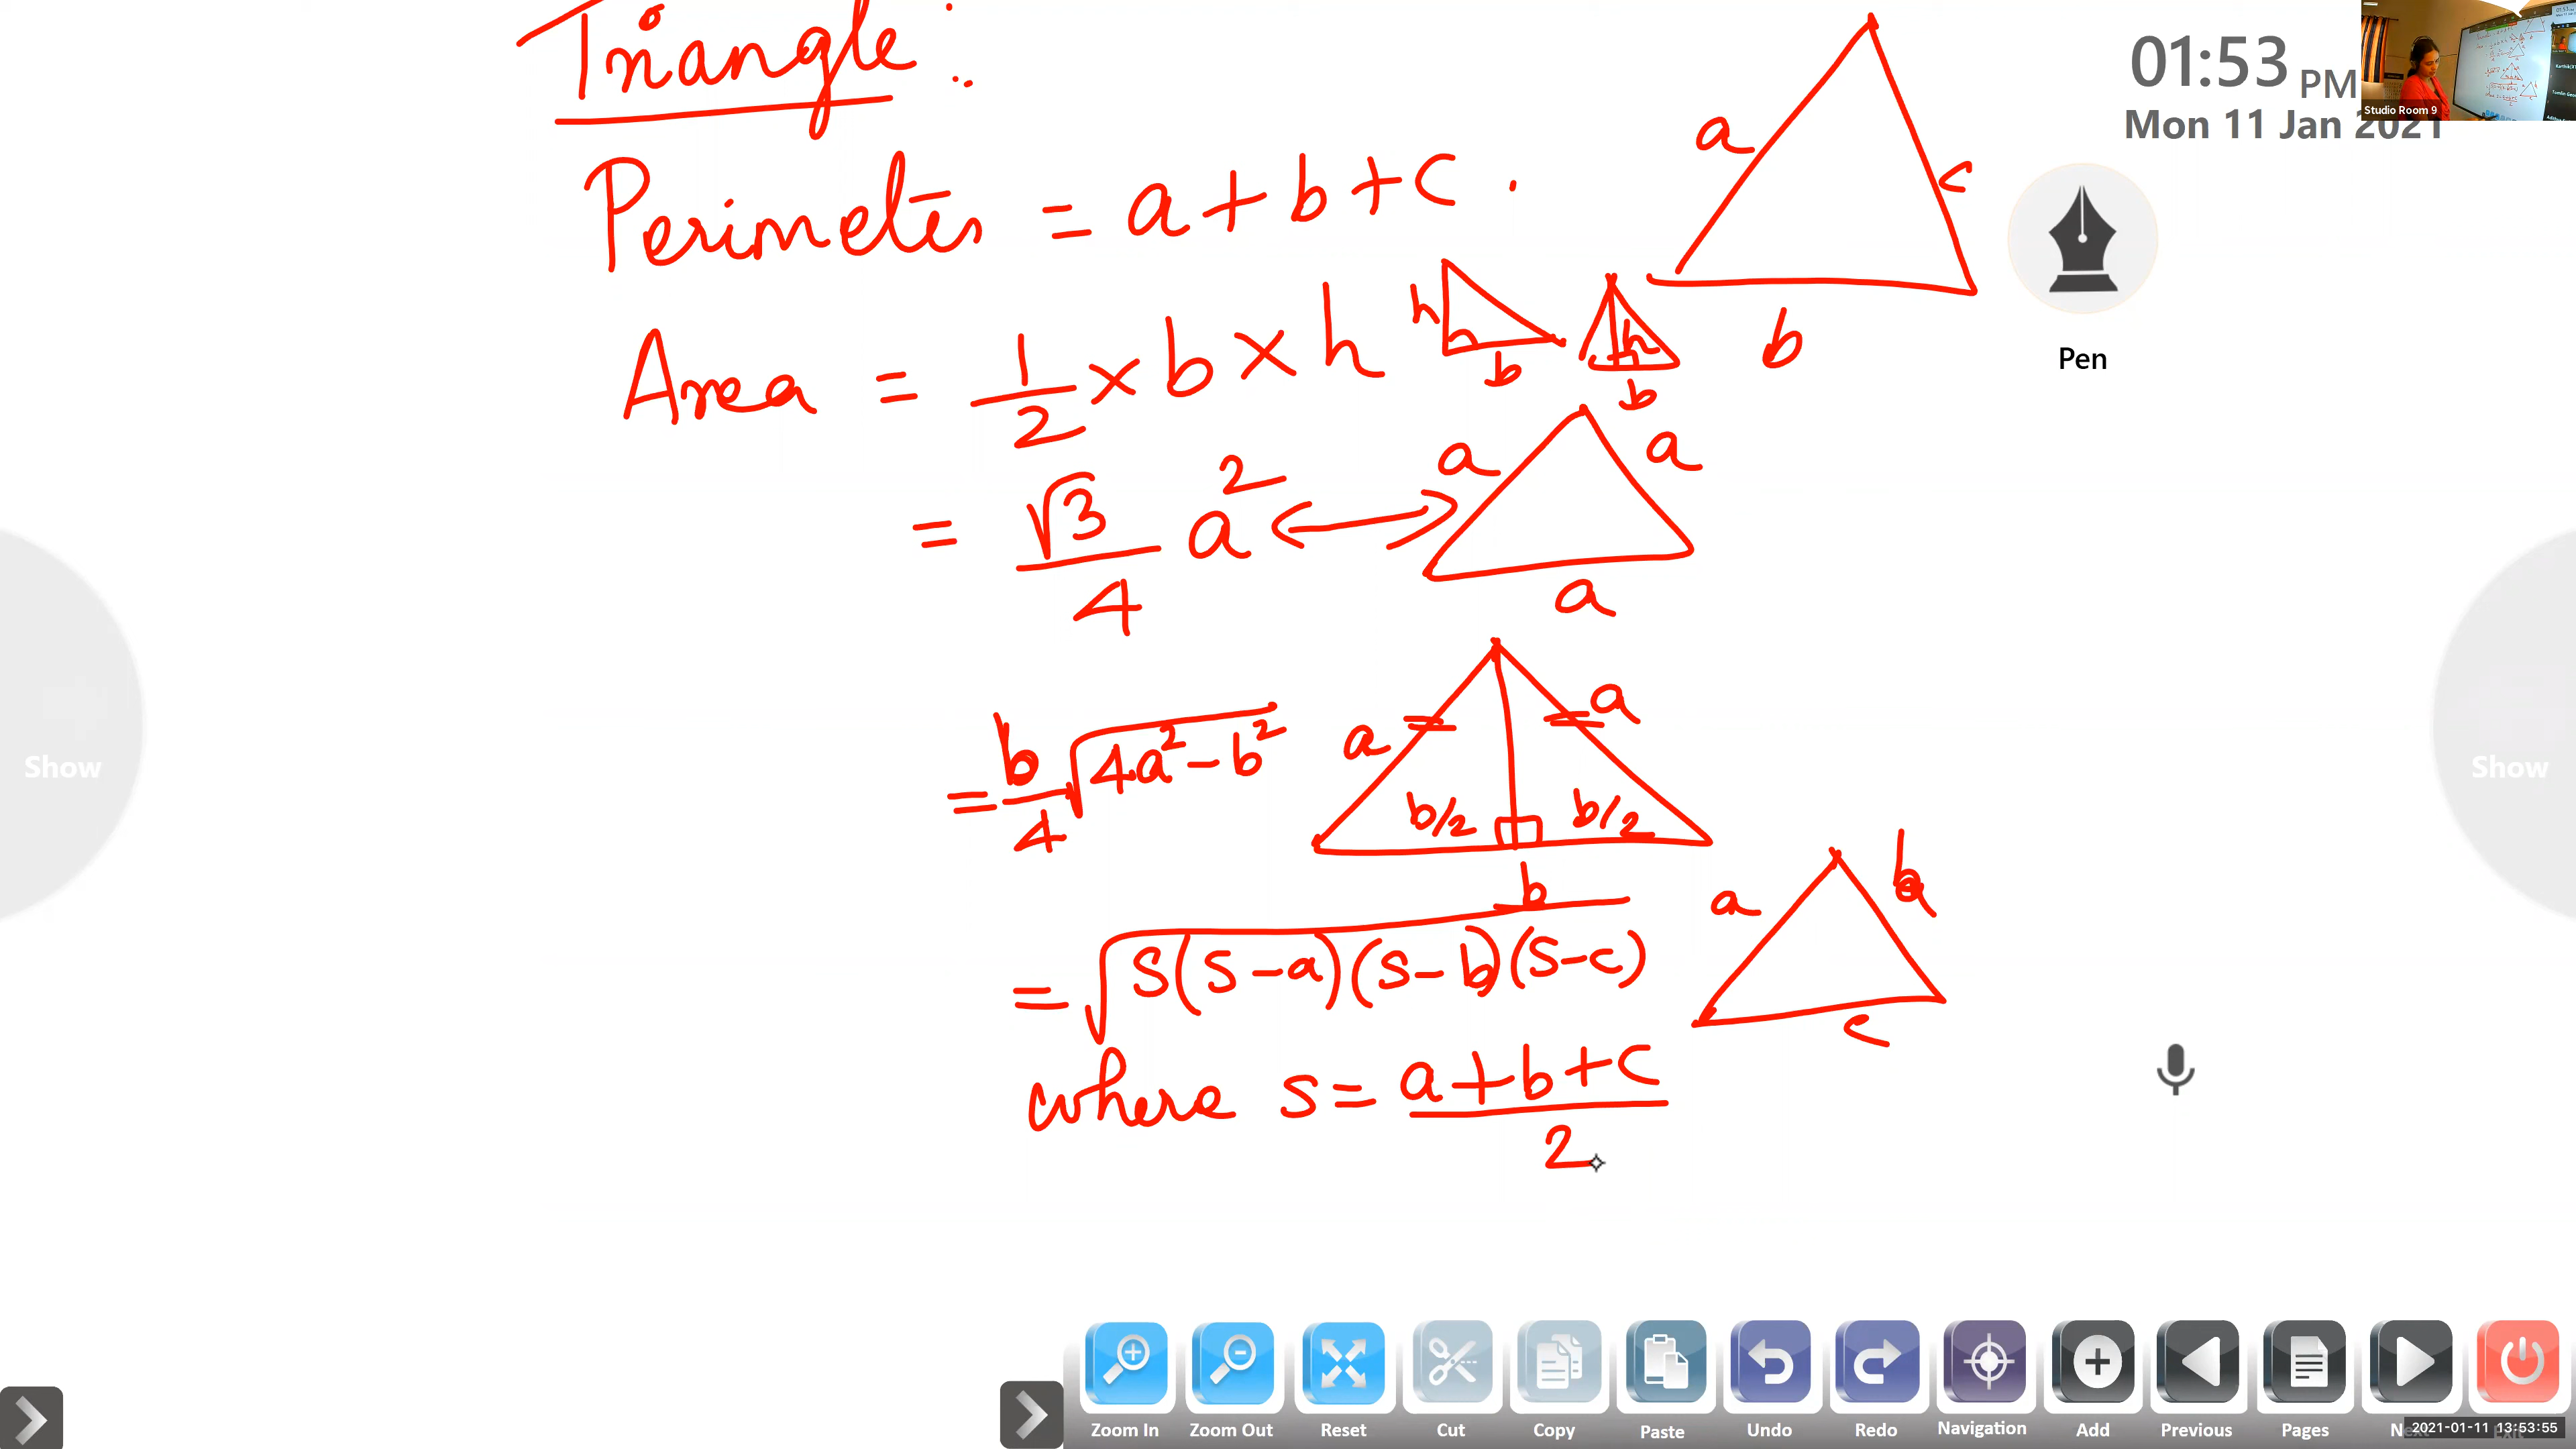 Triangle:
01:53 PM
Mon 11 Jan 2021
Studio Room 9
a
c
b
Perimeter = a + b + c .
Pen
Area = 1/2 × b × h
h
b
h
b
= √3/4 a²
a
a
a
= b/4 √(4a² - b²)
a
a
b/2
b/2
b
= √(s(s-a)(s-b)(s-c))
a
b
c
where s = a + b + c / 2
Show
Show
Zoom In
Zoom Out
Reset
Cut
Copy
Paste
Undo
Redo
Navigation
Add
Previous
Pages
2021-01-11 13:53:55